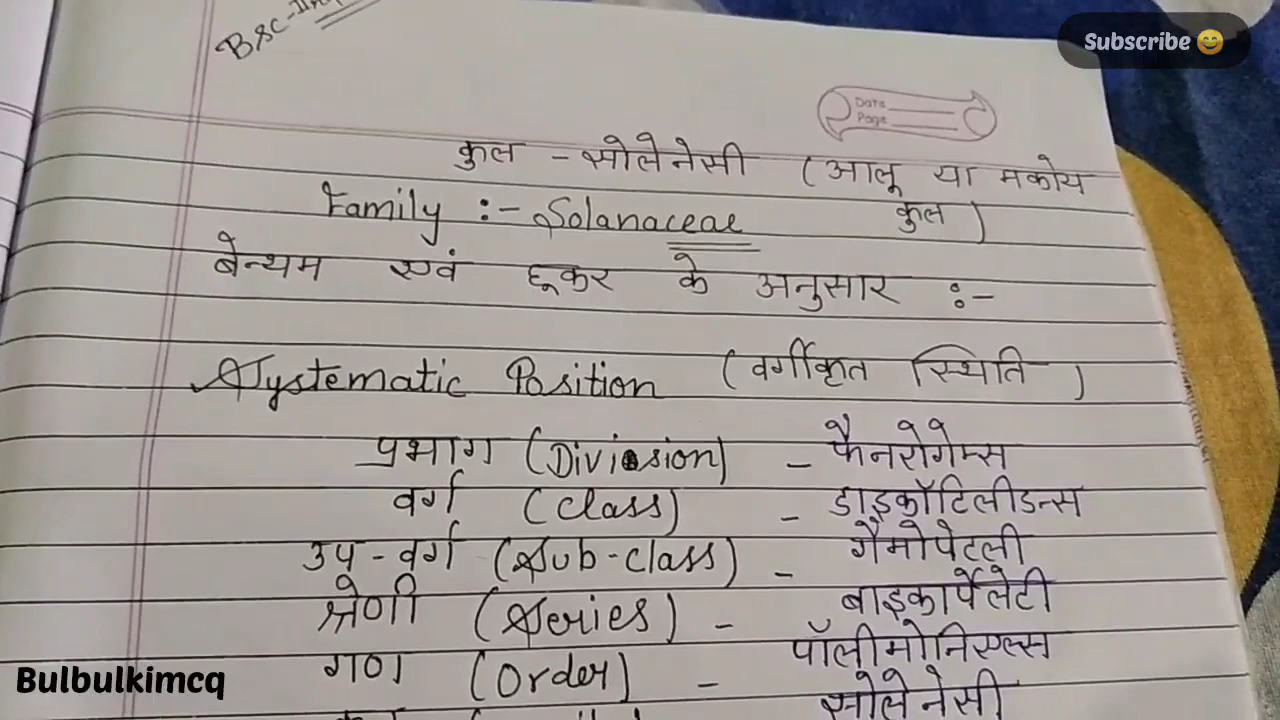 BSC-
Subscribe 😊
Date
Page
कुल - सोलेनेसी (आलू या मकोय
कुल)
Family :- Solanaceae
बेन्थम एवं हूकर के अनुसार :-
Systematic Position (वर्गीकृत स्थिति)
प्रभाग (Division) - फैनरोगेम्स
वर्ग (Class) - डाइकॉटिलीडन्स
उप-वर्ग (Sub-class) - गैमोपेटली
श्रेणी (Series) - बाइकार्पेलेटी
गण (Order) - पॉलीमोनिएल्स
सोलेनेसी
Bulbulkimcq